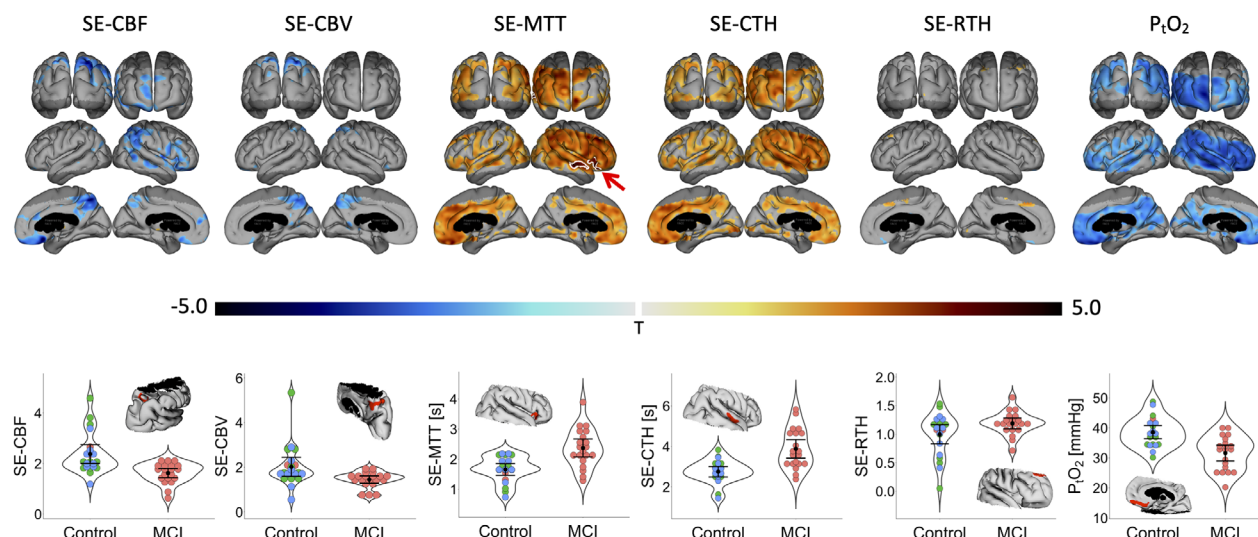 SE-CBF SE-CBV SE-MTT SE-CTH SE-RTH PtO2
-5.0 5.0
T
SE-CBF
4
2
0
Control MCI
SE-CBV
6
4
2
0
Control MCI
SE-MTT [s]
4
3
2
1
Control MCI
SE-CTH [s]
6
4
2
Control MCI
SE-RTH
2.0
1.5
1.0
0.5
0.0
Control MCI
PtO2 [mmHg]
50
40
30
20
10
Control MCI